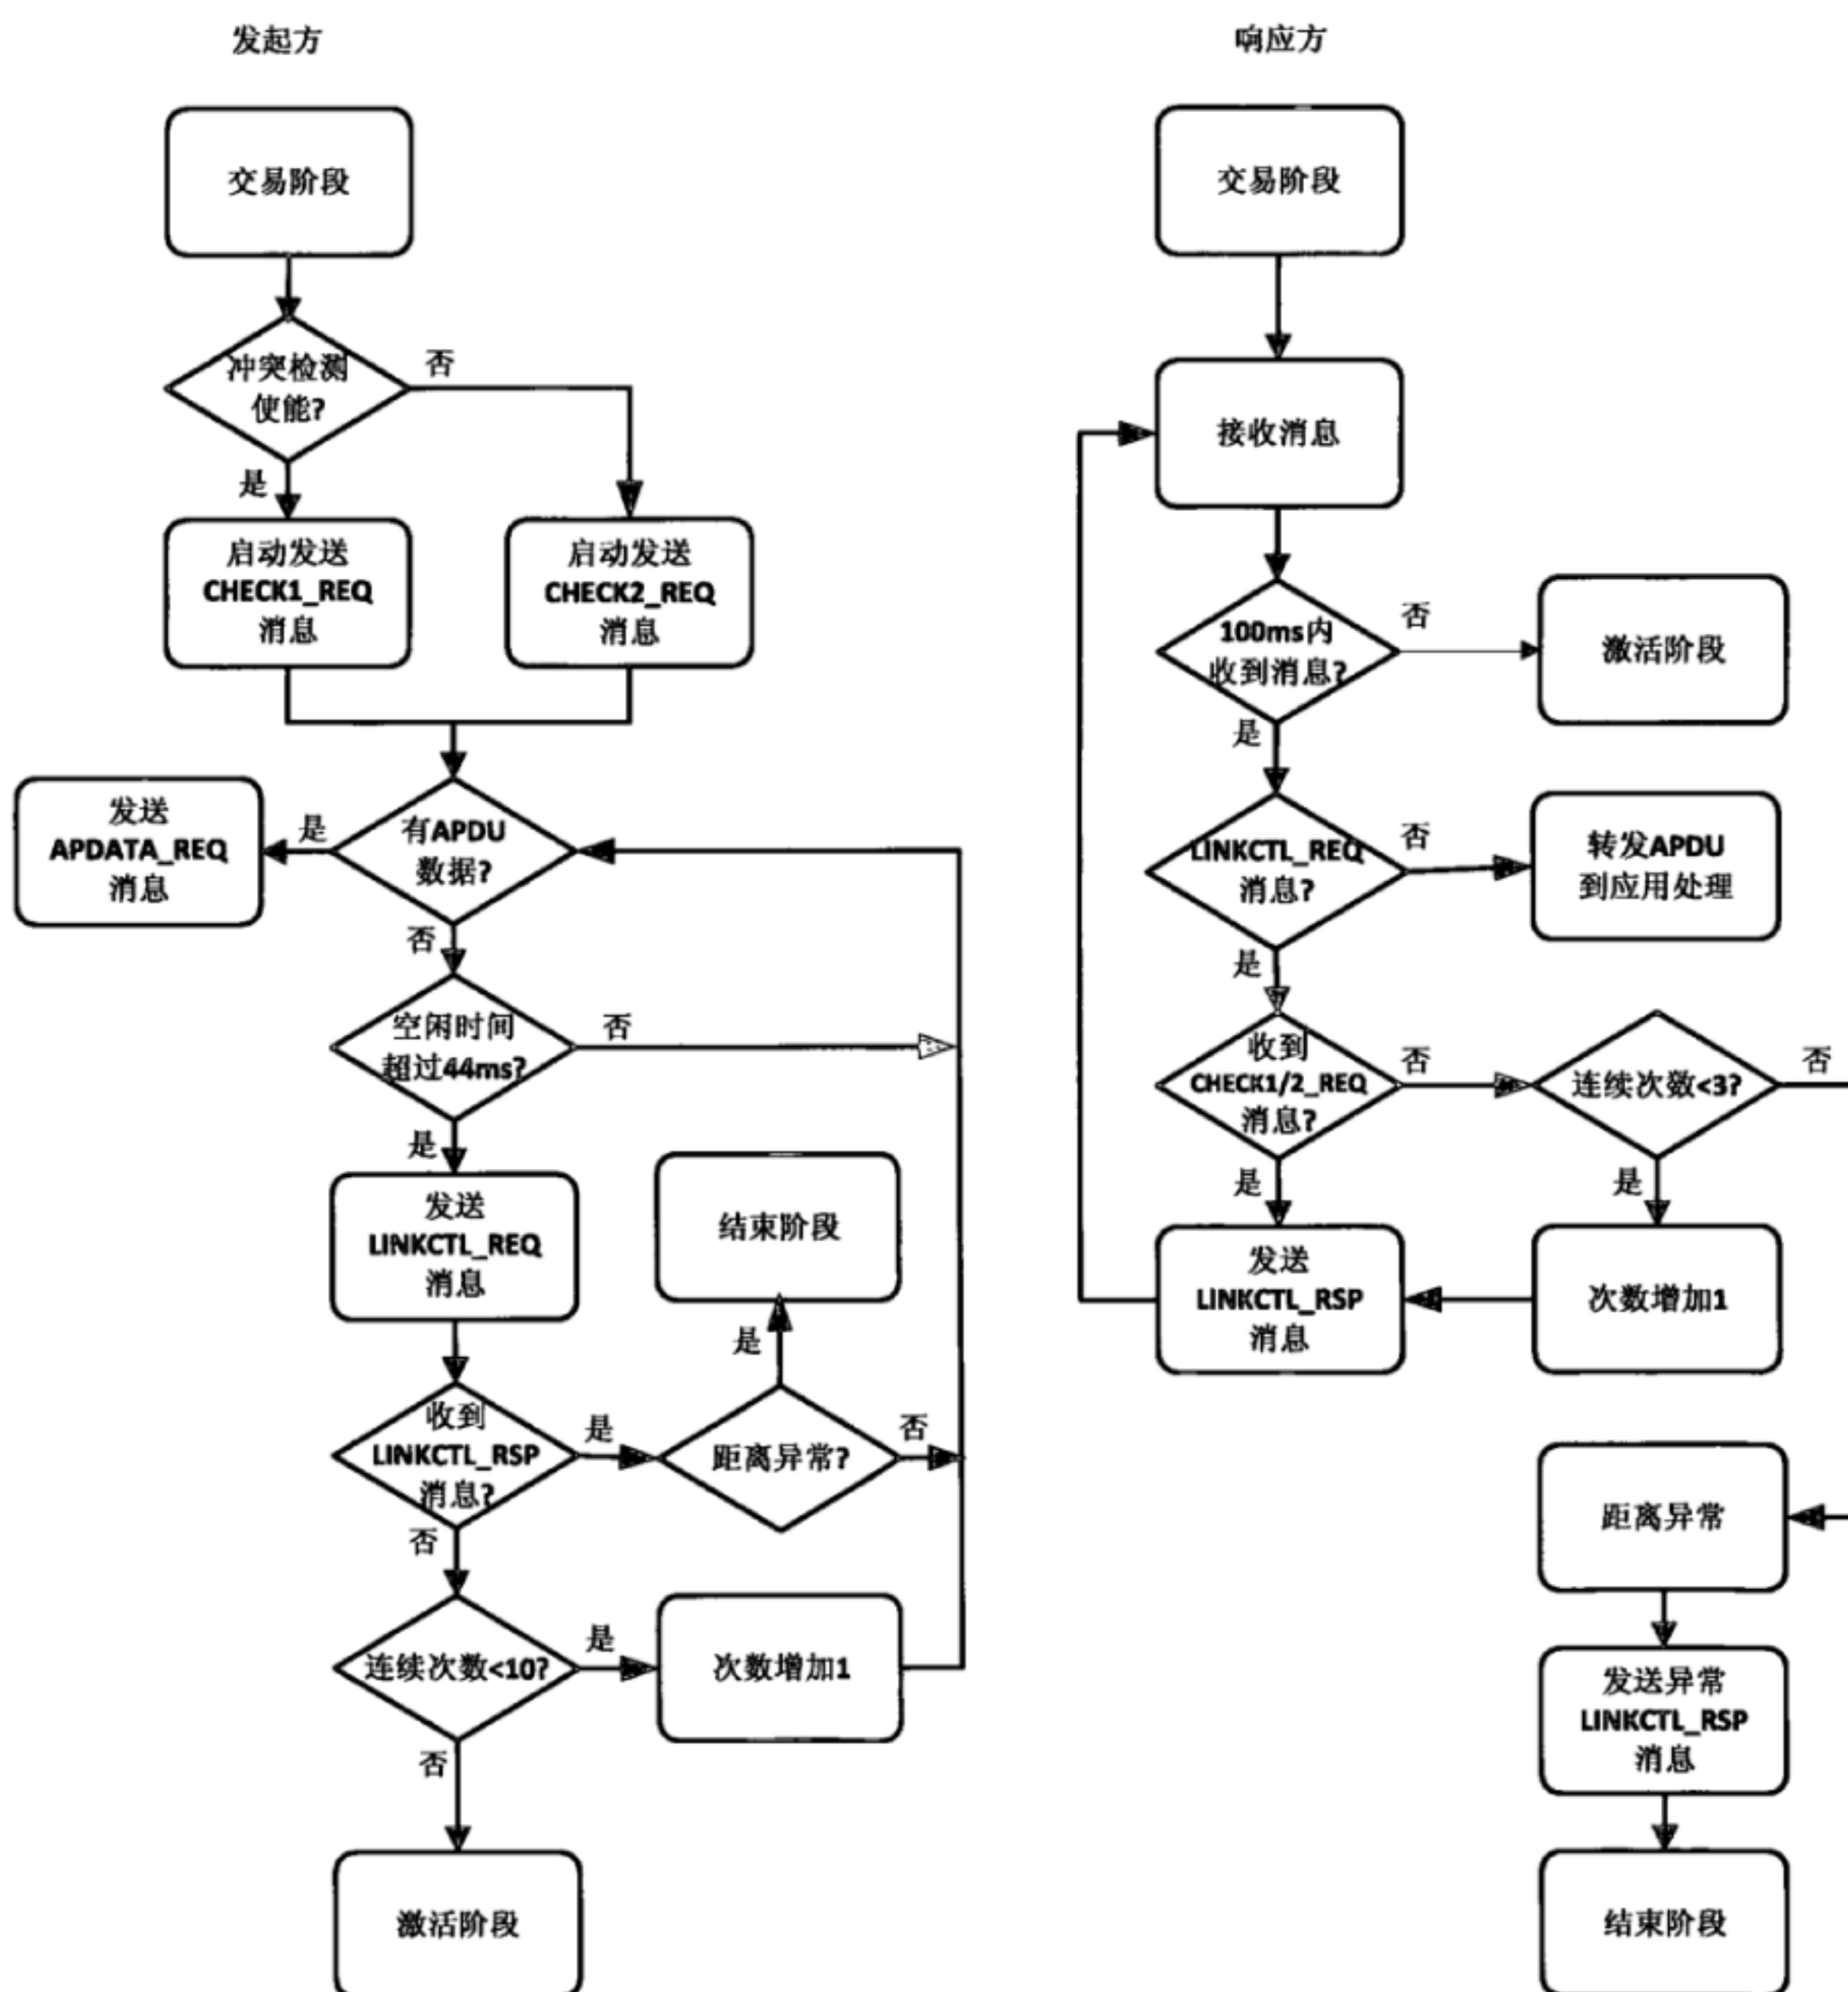 发起方
交易阶段
冲突检测
使能?
否
是
启动发送
CHECK1_REQ
消息
启动发送
CHECK2_REQ
消息
发送
APDATA_REQ
消息
是
有APDU
数据?
否
空闲时间
超过44ms?
否
是
发送
LINKCTL_REQ
消息
结束阶段
是
收到
LINKCTL_RSP
消息?
是
距离异常?
否
否
连续次数<10?
是
次数增加1
否
激活阶段
响应方
交易阶段
接收消息
100ms内
收到消息?
否
激活阶段
是
LINKCTL_REQ
消息?
否
转发APDU
到应用处理
是
收到
CHECK1/2_REQ
消息?
否
连续次数<3?
否
是
是
发送
LINKCTL_RSP
消息
次数增加1
距离异常
发送异常
LINKCTL_RSP
消息
结束阶段